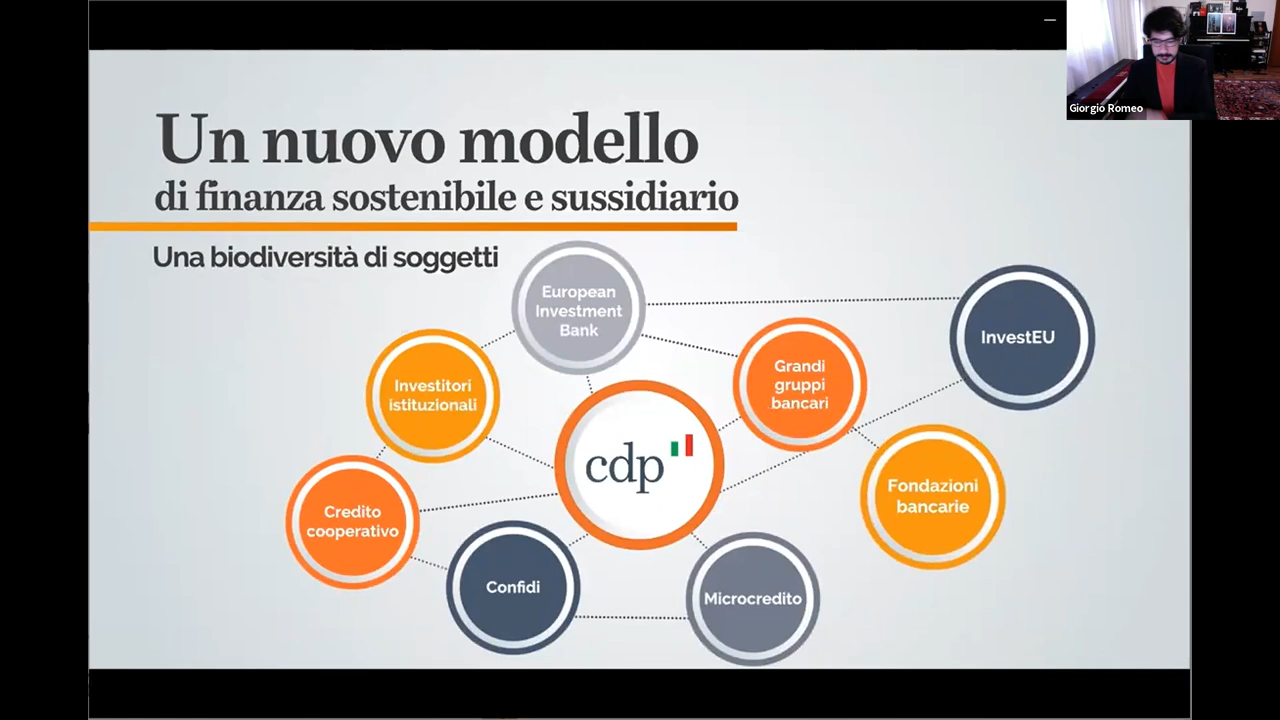 Giorgio Romeo
Un nuovo modello
di finanza sostenibile e sussidiario
Una biodiversità di soggetti
European
Investment
Bank
InvestEU
Grandi
gruppi
bancari
Investitori
istituzionali
cdp
Fondazioni
bancarie
Credito
cooperativo
Confidi
Microcredito